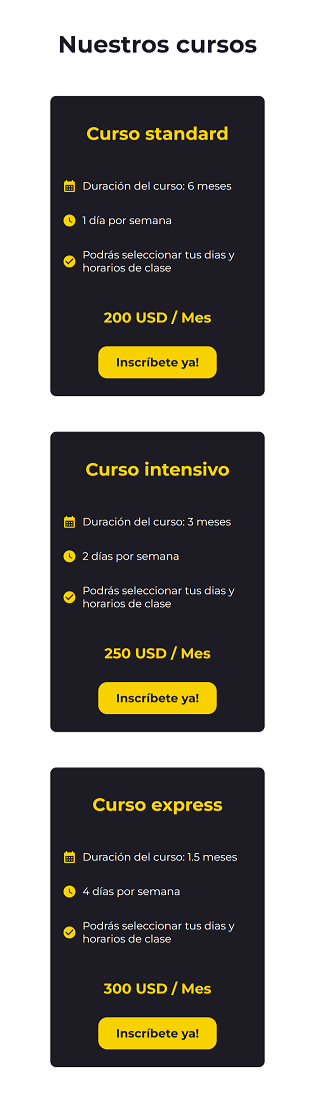 Nuestros cursos
Curso standard
Duración del curso: 6 meses
1 día por semana
Podrás seleccionar tus dias y
horarios de clase
200 USD / Mes
Inscríbete ya!
Curso intensivo
Duración del curso: 3 meses
2 días por semana
Podrás seleccionar tus dias y
horarios de clase
250 USD / Mes
Inscríbete ya!
Curso express
Duración del curso: 1.5 meses
4 días por semana
Podrás seleccionar tus dias y
horarios de clase
300 USD / Mes
Inscríbete ya!